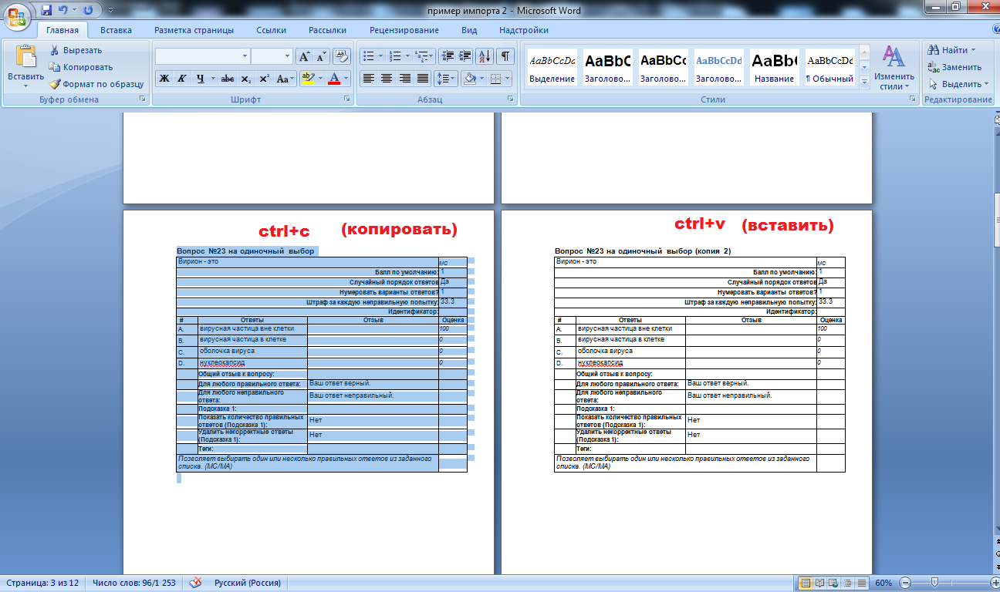 пример импорта 2 - Microsoft Word
Главная Вставка Разметка страницы Ссылки Рассылки Рецензирование Вид Надстройки
Вставить
Вырезать
Копировать
Формат по образцу
Буфер обмена
Ж К Ч abc x₂ x² Aa А
Шрифт
Абзац
AaBbCcDc AaBbC AaBbCc AaBbCcDd AaBb( AaBbCcDd
Выделение Заголово... Заголово... Заголово... Название ¶ Обычный
Изменить стили
Стили
Найти
Заменить
Выделить
Редактирование
ctrl+c (копировать)
Вопрос №23 на одиночный выбор
Вирион - это МС
Балл по умолчанию: 1
Случайный порядок ответов Да
Нумеровать варианты ответов? 1
Штраф за каждую неправильную попытку: 33.3
Идентификатор:
# Ответы Отзыв Оценка
A. вирусная частица вне клетки 100
B. вирусная частица в клетке 0
C. оболочка вируса 0
D. нуклеокапсид 0
Общий отзыв к вопросу:
Для любого правильного ответа: Ваш ответ верный.
Для любого неправильного ответа: Ваш ответ неправильный.
Подсказка 1:
Показать количество правильных ответов (Подсказка 1): Нет
Удалить некорректные ответы (Подсказка 1): Нет
Теги:
Позволяет выбирать один или несколько правильных ответов из заданного
списка. (МС/МА)
ctrl+v (вставить)
Вопрос №23 на одиночный выбор (копия 2)
Вирион - это МС
Балл по умолчанию: 1
Случайный порядок ответов Да
Нумеровать варианты ответов? 1
Штраф за каждую неправильную попытку: 33.3
Идентификатор:
# Ответы Отзыв Оценка
A. вирусная частица вне клетки 100
B. вирусная частица в клетке 0
C. оболочка вируса 0
D. нуклеокапсид 0
Общий отзыв к вопросу:
Для любого правильного ответа: Ваш ответ верный.
Для любого неправильного ответа: Ваш ответ неправильный.
Подсказка 1:
Показать количество правильных ответов (Подсказка 1): Нет
Удалить некорректные ответы (Подсказка 1): Нет
Теги:
Позволяет выбирать один или несколько правильных ответов из заданного
списка. (МС/МА)
Страница: 3 из 12 Число слов: 96/1 253 Русский (Россия) 60%